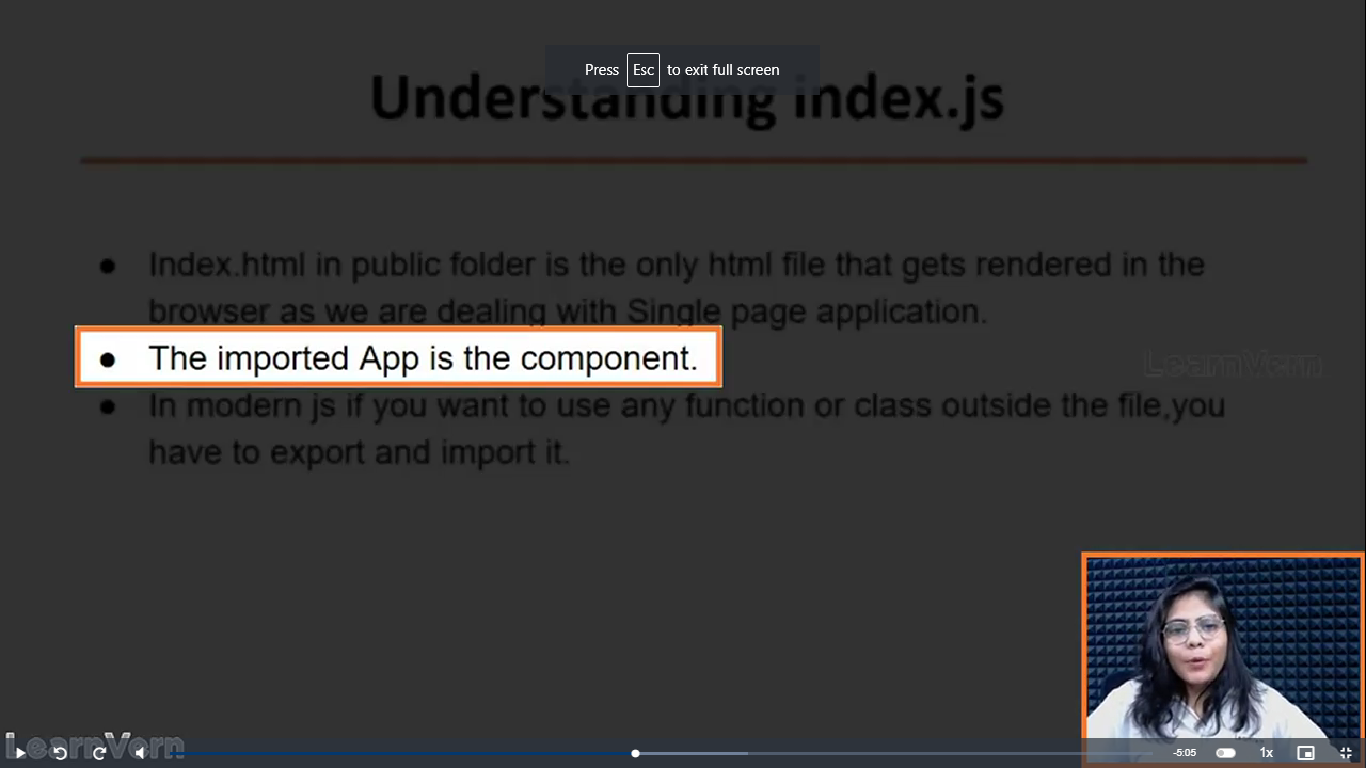 Press Esc to exit full screen
Understanding index.js
● Index.html in public folder is the only html file that gets rendered in the
browser as we are dealing with Single page application.
● The imported App is the component.
LearnVern
● In modern js if you want to use any function or class outside the file,you
have to export and import it.
LearnVern
-5:05
1x